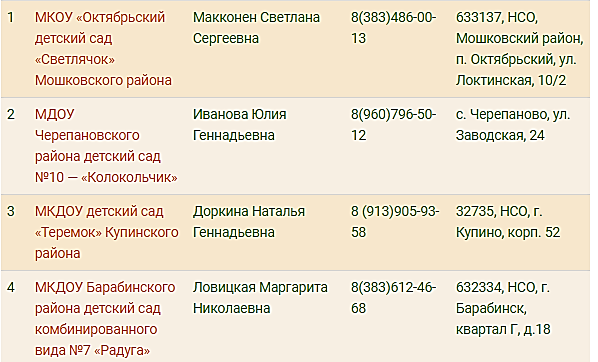 1 МКОУ «Октябрьский Макконен Светлана 8(383)486-00- 633137, НСО,
детский сад Сергеевна 13 Мошковский район,
«Светлячок» п. Октябрьский, ул.
Мошковского района Локтинская, 10/2
2 МДОУ Иванова Юлия 8(960)796-50- с. Черепаново, ул.
Черепановского Геннадьевна 12 Заводская, 24
района детский сад
№10 — «Колокольчик»
3 МКДОУ детский сад Доркина Наталья 8 (913)905-93- 32735, НСО, г.
«Теремок» Купинского Геннадьевна 58 Купино, корп. 52
района
4 МКДОУ Барабинского Ловицкая Маргарита 8(383)612-46- 632334, НСО, г.
района детский сад Николаевна 68 Барабинск,
комбинированного квартал Г, д.18
вида №7 «Радуга»